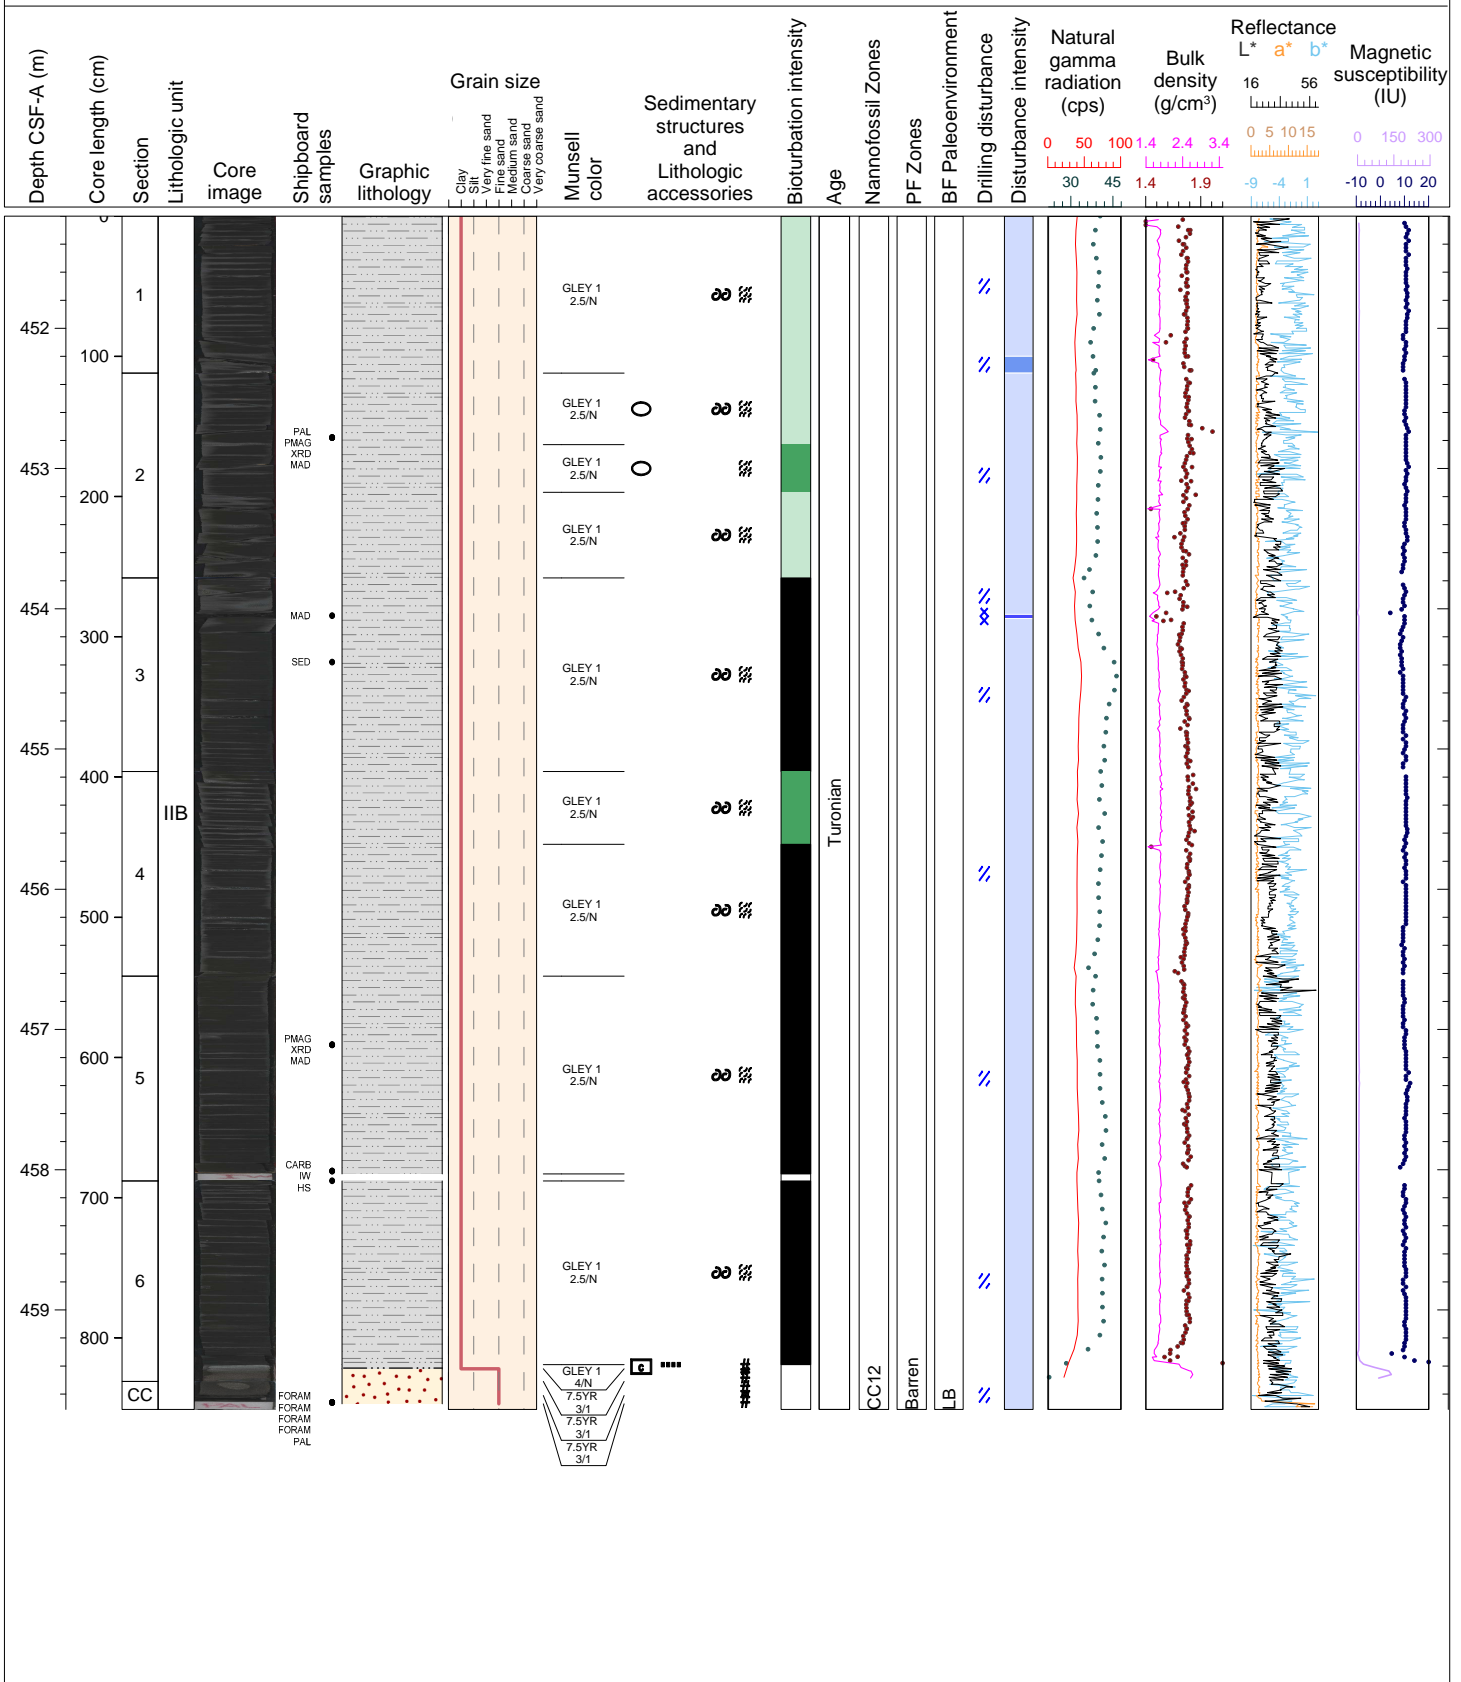 Depth CSF-A (m)
Core length (cm)
Section
Lithologic unit
Core
image
Shipboard
samples
Graphic
lithology
Grain size
Clay
Silt
Very fine sand
Fine sand
Medium sand
Coarse sand
Very coarse sand
Munsell
color
Sedimentary
structures
and
Lithologic
accessories
Bioturbation intensity
Age
Nannofossil Zones
PF Zones
BF Paleoenvironment
Drilling disturbance
Disturbance intensity
Natural
gamma
radiation
(cps)
0 50 100
30 45
Bulk
density
(g/cm³)
1.4 2.4 3.4
1.4 1.9
Reflectance
L* a* b*
16 56
0 5 10 15
-9 -4 1
Magnetic
susceptibility
(IU)
0 150 300
-10 0 10 20
0
1
GLEY 1
2.5/N
452
100
GLEY 1
2.5/N
PAL
PMAG
XRD
MAD
453
2
GLEY 1
2.5/N
200
GLEY 1
2.5/N
454
MAD
300
SED
3
GLEY 1
2.5/N
455
400
IIB
GLEY 1
2.5/N
Turonian
4
456
GLEY 1
2.5/N
500
457
PMAG
XRD
MAD
600
5
GLEY 1
2.5/N
458
CARB
IW
HS
700
6
GLEY 1
2.5/N
459
800
c
GLEY 1
4/N
CC
7.5YR
3/1
7.5YR
3/1
7.5YR
3/1
FORAM
FORAM
FORAM
FORAM
PAL
CC12
Barren
LB